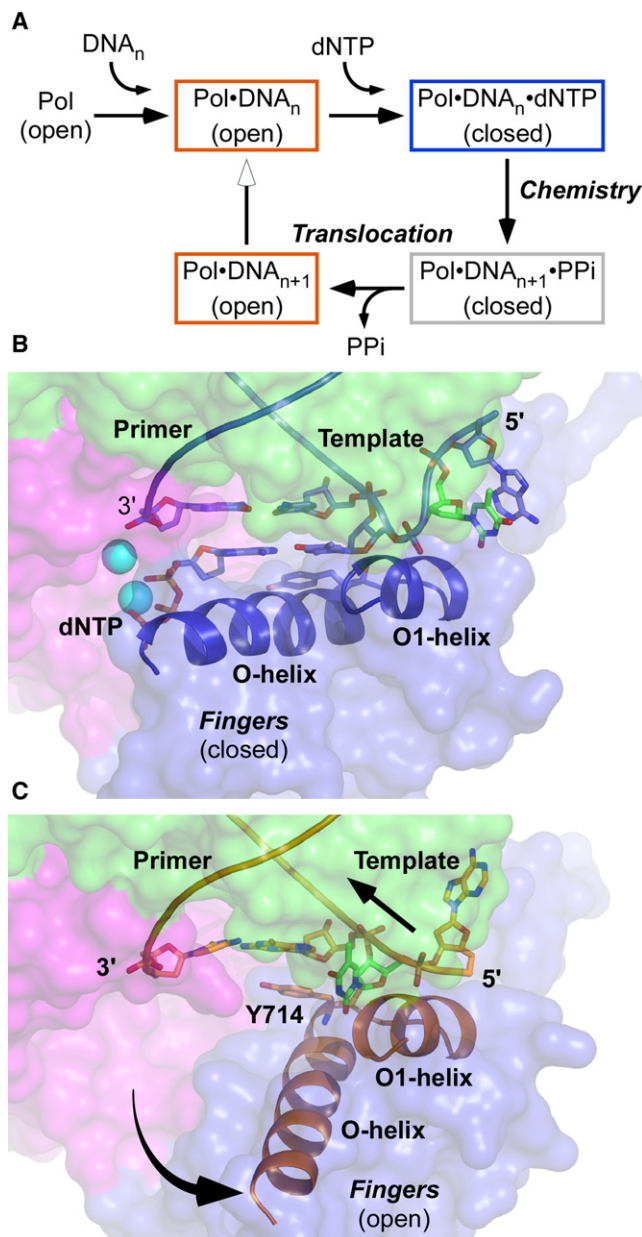 A
DNAn
dNTP
Pol
(open)
Pol•DNAn
(open)
Pol•DNAn•dNTP
(closed)
Chemistry
Translocation
Pol•DNAn+1
(open)
Pol•DNAn+1•PPi
(closed)
PPi
B
Primer
Template
5'
3'
dNTP
O-helix
O1-helix
Fingers
(closed)
C
Primer
Template
3'
5'
Y714
O1-helix
O-helix
Fingers
(open)